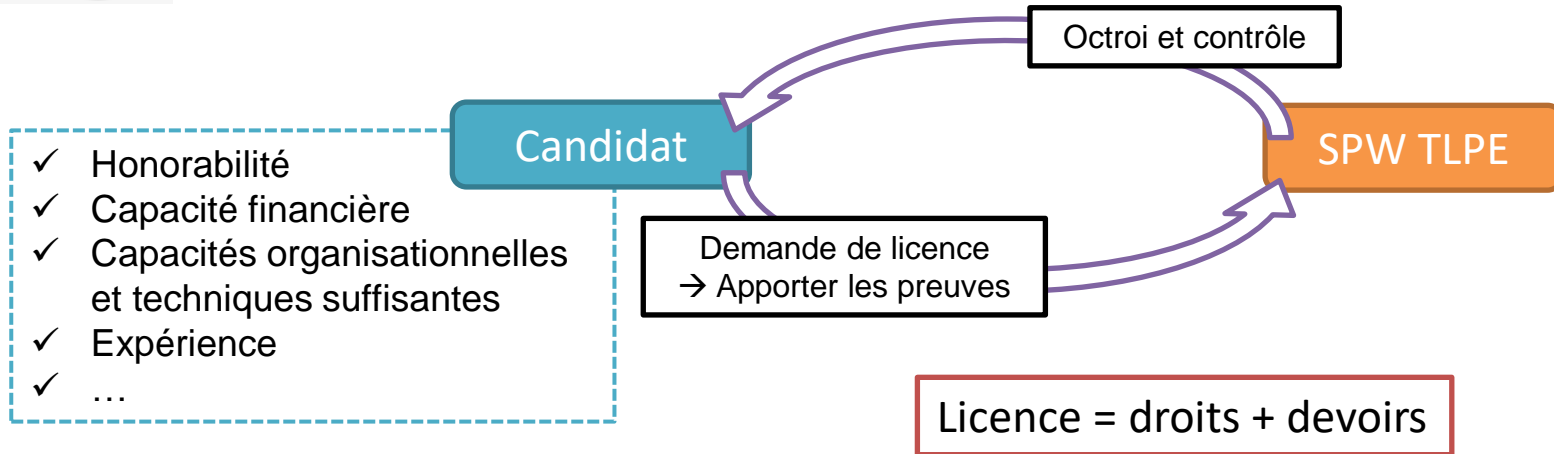 Octroi et contrôle
Candidat
SPW TLPE
✓ Honorabilité
✓ Capacité financière
✓ Capacités organisationnelles
et techniques suffisantes
✓ Expérience
✓ …
Demande de licence
→ Apporter les preuves
Licence = droits + devoirs